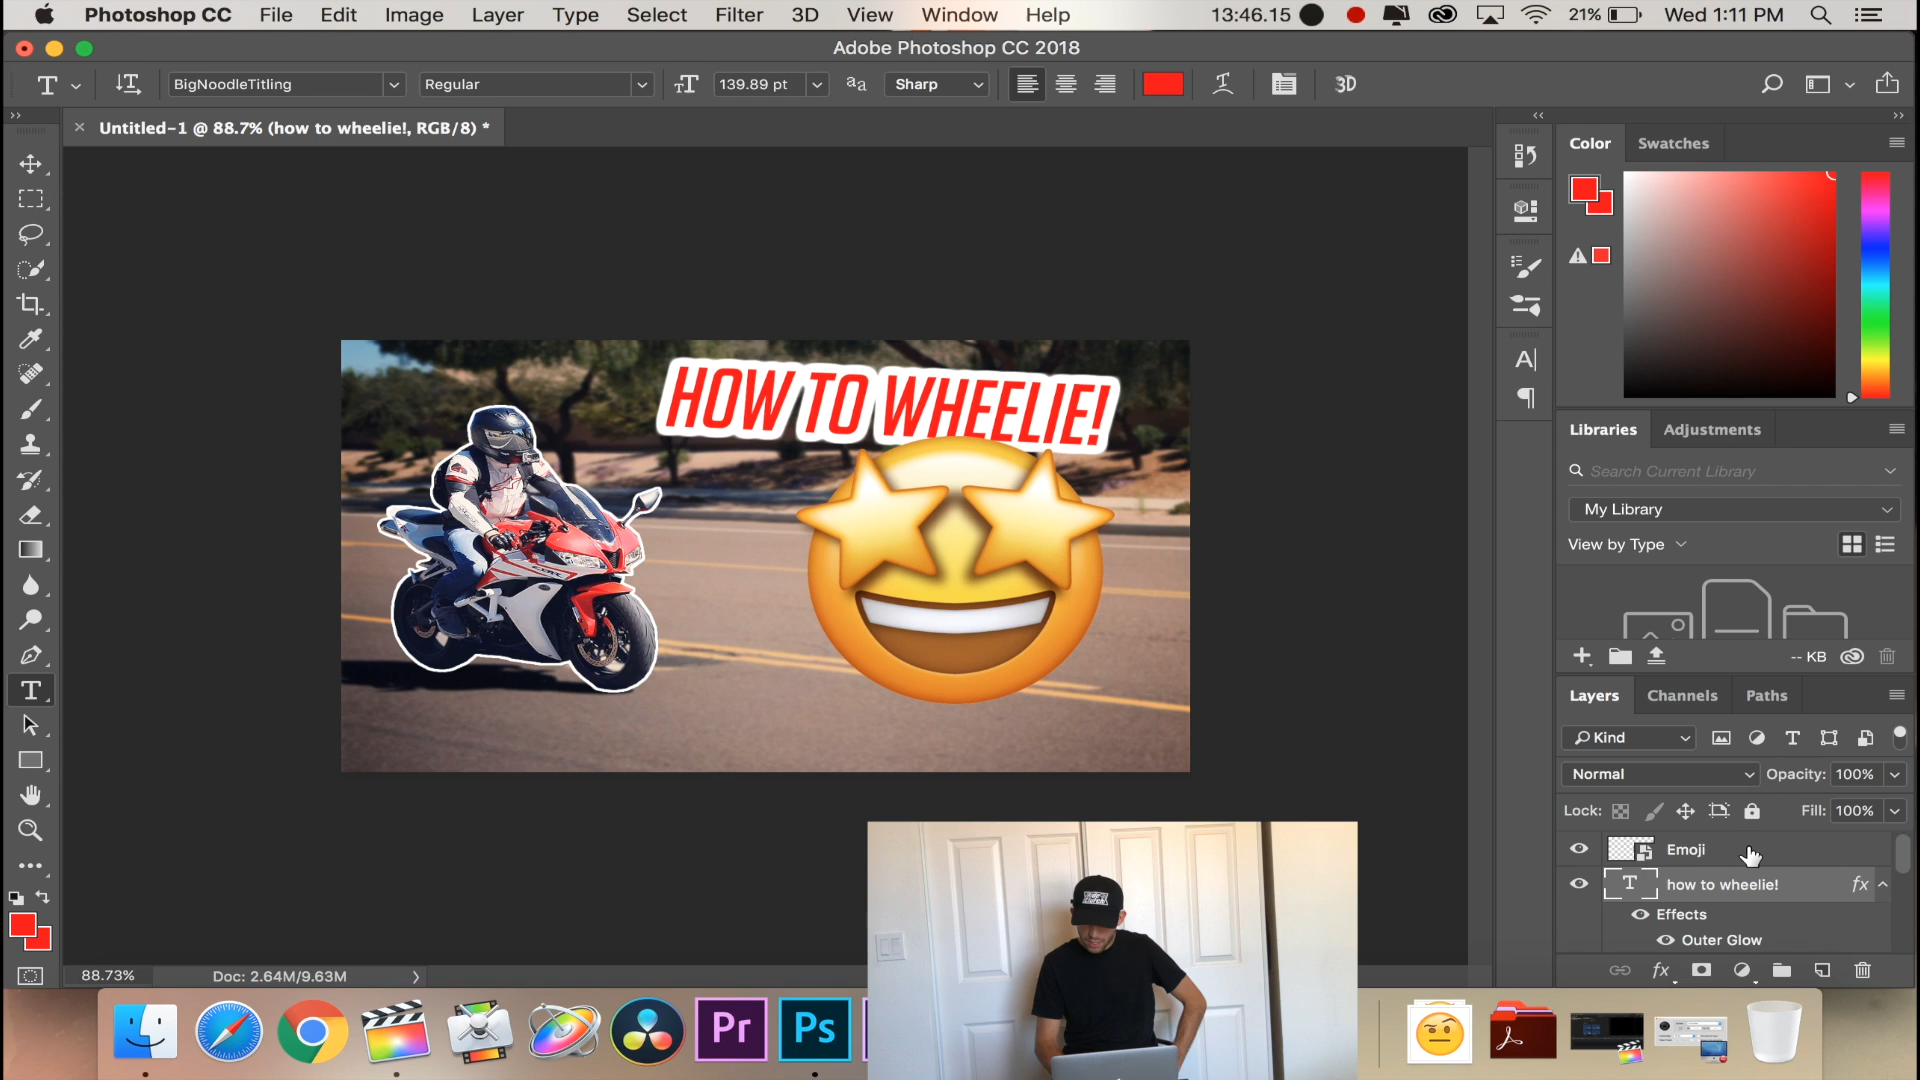 Photoshop CC File Edit Image Layer Type Select Filter 3D View Window Help 13:46.15 21% Wed 1:11 PM
Adobe Photoshop CC 2018
T BigNoodleTitling Regular 139.89 pt aa Sharp 3D
× Untitled-1 @ 88.7% (how to wheelie!, RGB/8) *
Color Swatches
HOW TO WHEELIE!
Libraries Adjustments
Search Current Library
My Library
View by Type
-- KB
Layers Channels Paths
Kind
Normal Opacity: 100%
Lock: Fill: 100%
Emoji
how to wheelie! fx
Effects
Outer Glow
88.73% Doc: 2.64M/9.63M
fx
Pr Ps